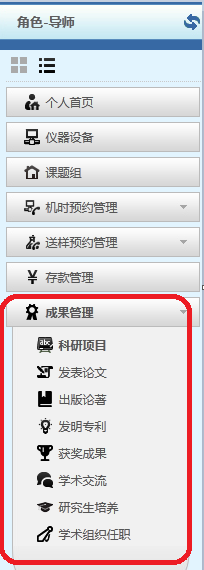 角色-导师
个人首页
仪器设备
课题组
机时预约管理
送样预约管理
存款管理
成果管理
abc
科研项目
发表论文
出版论著
发明专利
获奖成果
学术交流
研究生培养
学术组织任职